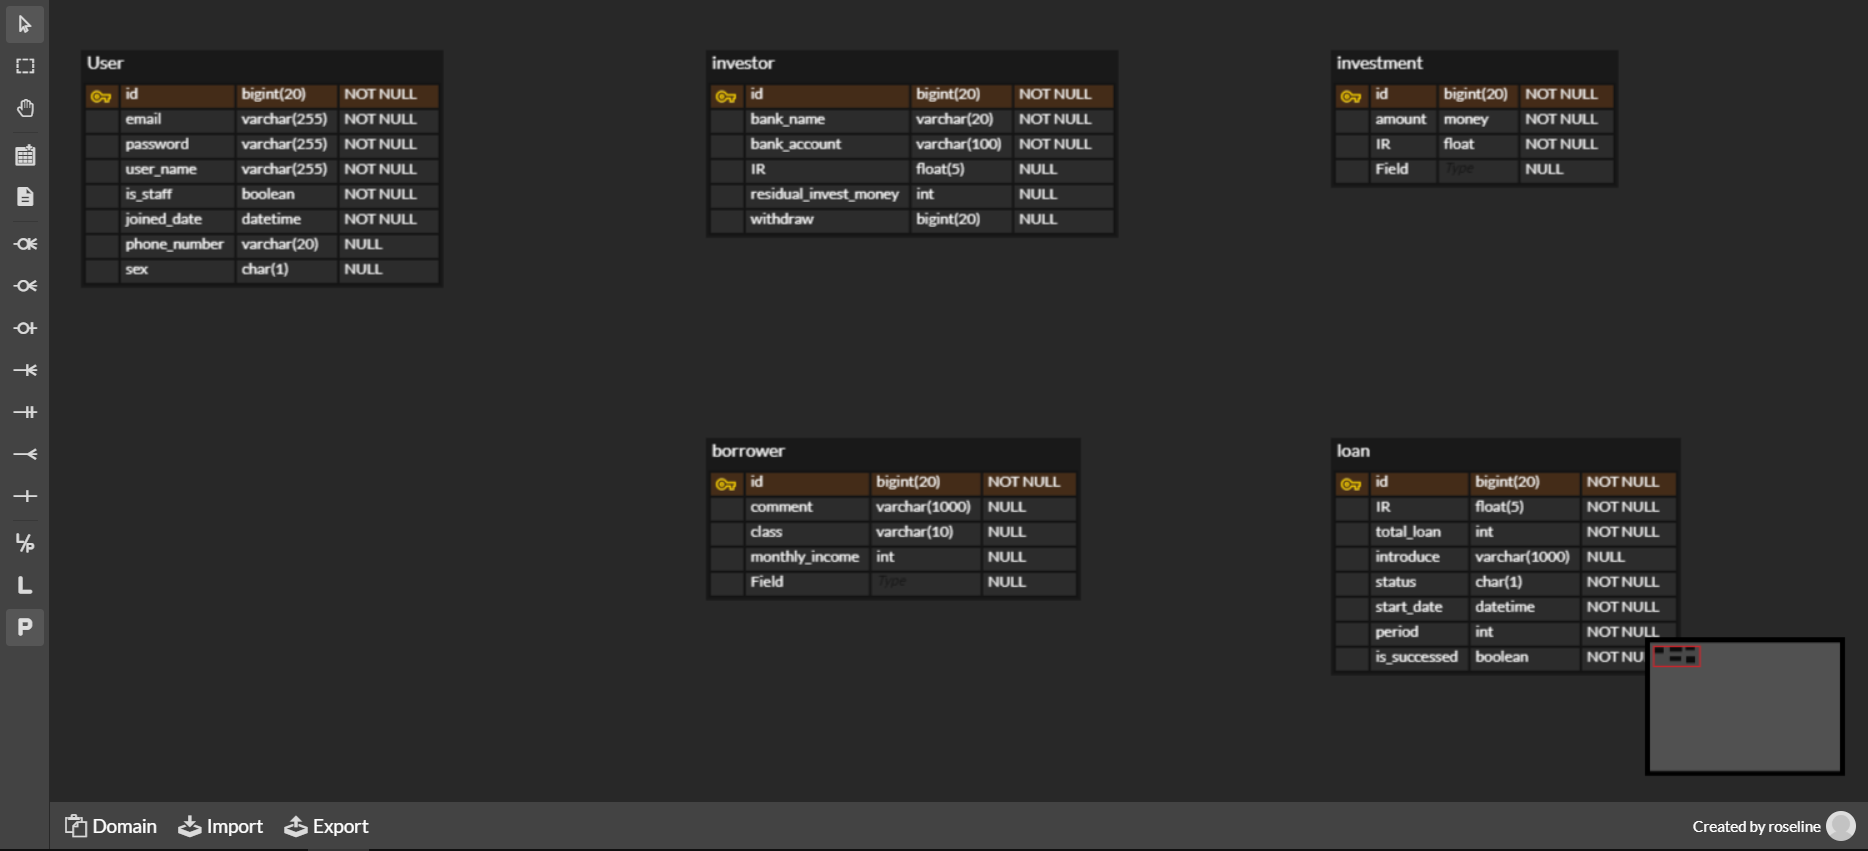 User
id bigint(20) NOT NULL
email varchar(255) NOT NULL
password varchar(255) NOT NULL
user_name varchar(255) NOT NULL
is_staff boolean NOT NULL
joined_date datetime NOT NULL
phone_number varchar(20) NULL
sex char(1) NULL
investor
id bigint(20) NOT NULL
bank_name varchar(20) NOT NULL
bank_account varchar(100) NOT NULL
IR float(5) NULL
residual_invest_money int NULL
withdraw bigint(20) NULL
investment
id bigint(20) NOT NULL
amount money NOT NULL
IR float NOT NULL
Field Type NULL
borrower
id bigint(20) NOT NULL
comment varchar(1000) NULL
class varchar(10) NULL
monthly_income int NULL
Field Type NULL
loan
id bigint(20) NOT NULL
IR float(5) NOT NULL
total_loan int NOT NULL
introduce varchar(1000) NULL
status char(1) NOT NULL
start_date datetime NOT NULL
period int NOT NULL
is_successed boolean NOT NU
L/P
L
P
Domain Import Export
Created by roseline